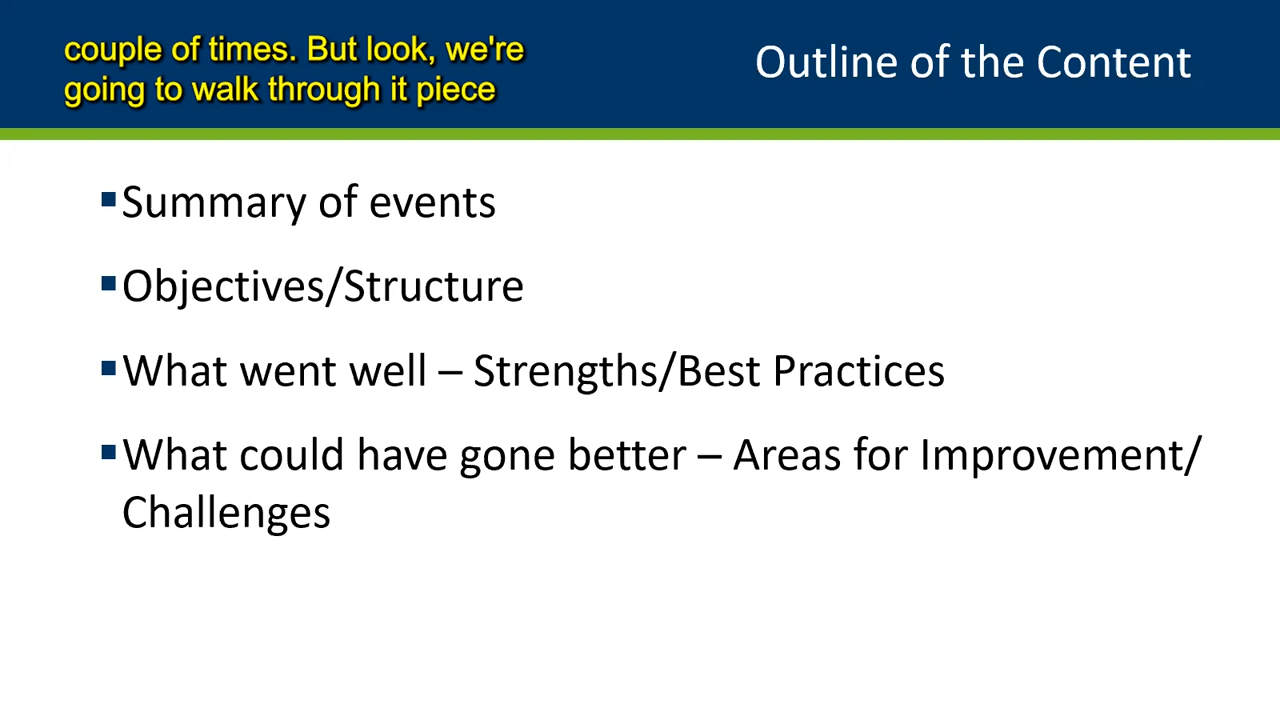 couple of times. But look, we're
going to walk through it piece
Outline of the Content
▪Summary of events
▪Objectives/Structure
▪What went well – Strengths/Best Practices
▪What could have gone better – Areas for Improvement/
Challenges